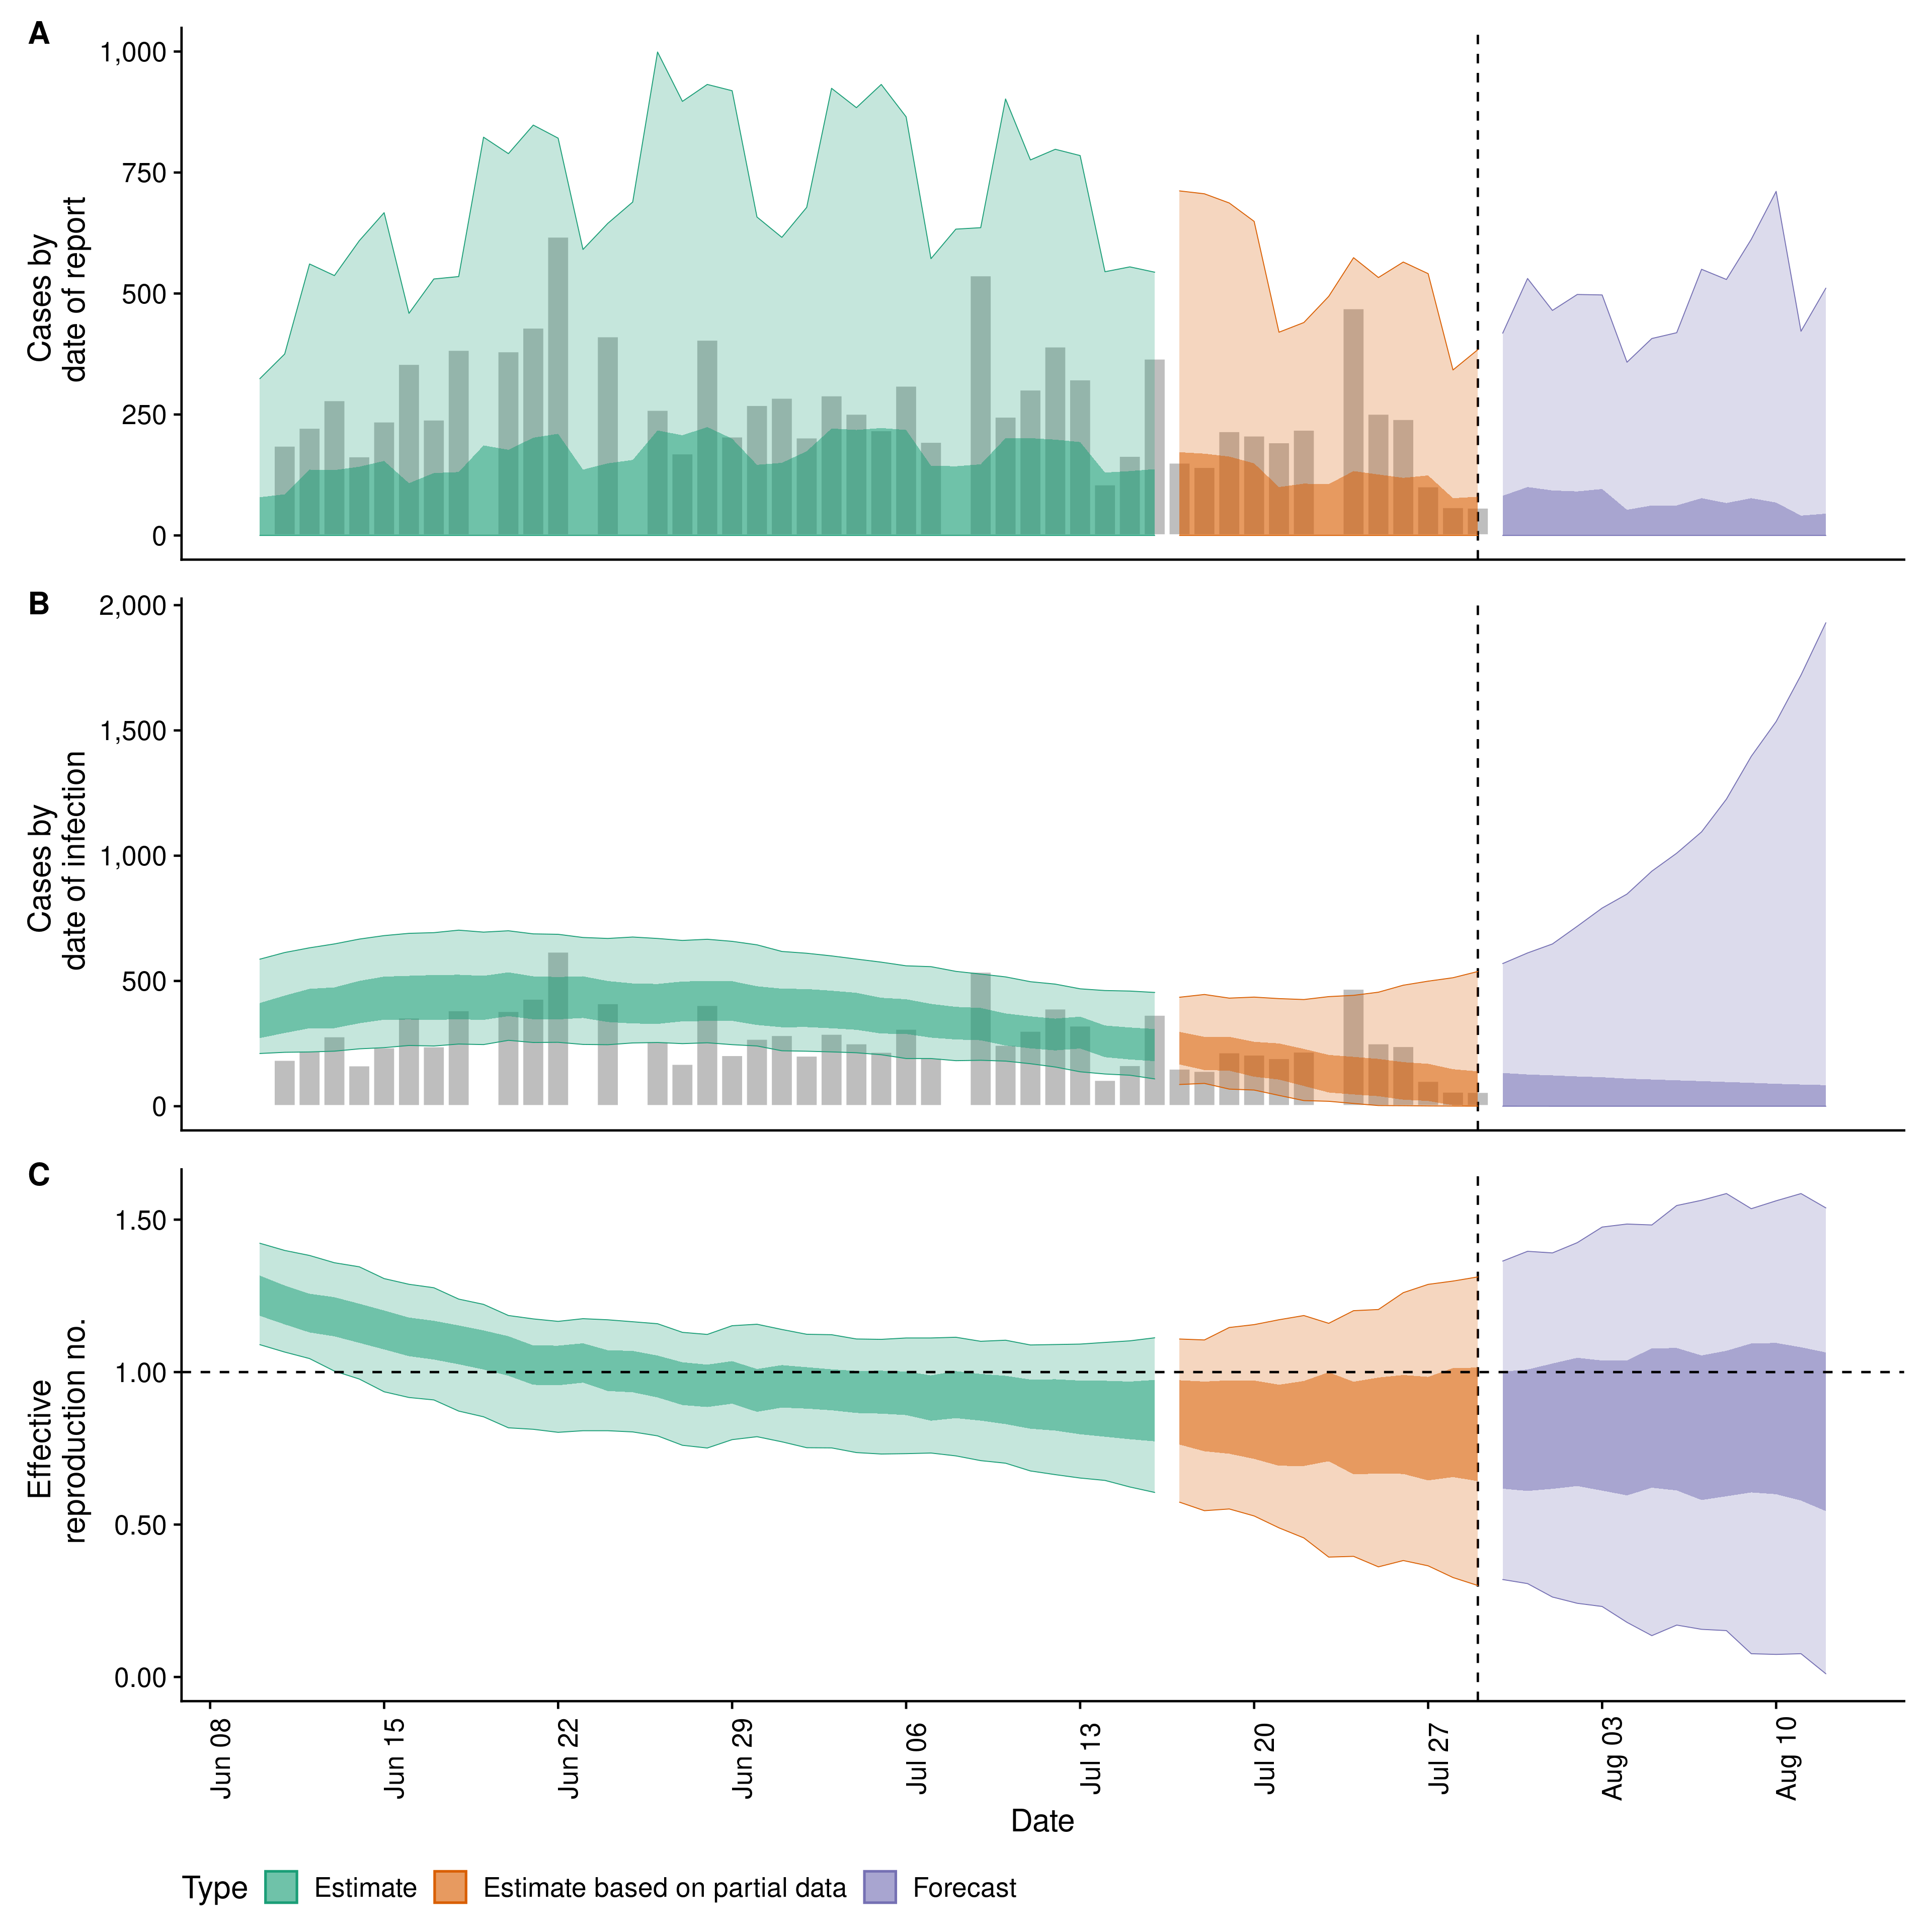 A
1,000
750
500
250
0
Cases by
date of report
B
2,000
1,500
1,000
500
0
Cases by
date of infection
C
1.50
1.00
0.50
0.00
Effective
reproduction no.
Jun 08
Jun 15
Jun 22
Jun 29
Jul 06
Jul 13
Jul 20
Jul 27
Aug 03
Aug 10
Date
Type Estimate Estimate based on partial data Forecast